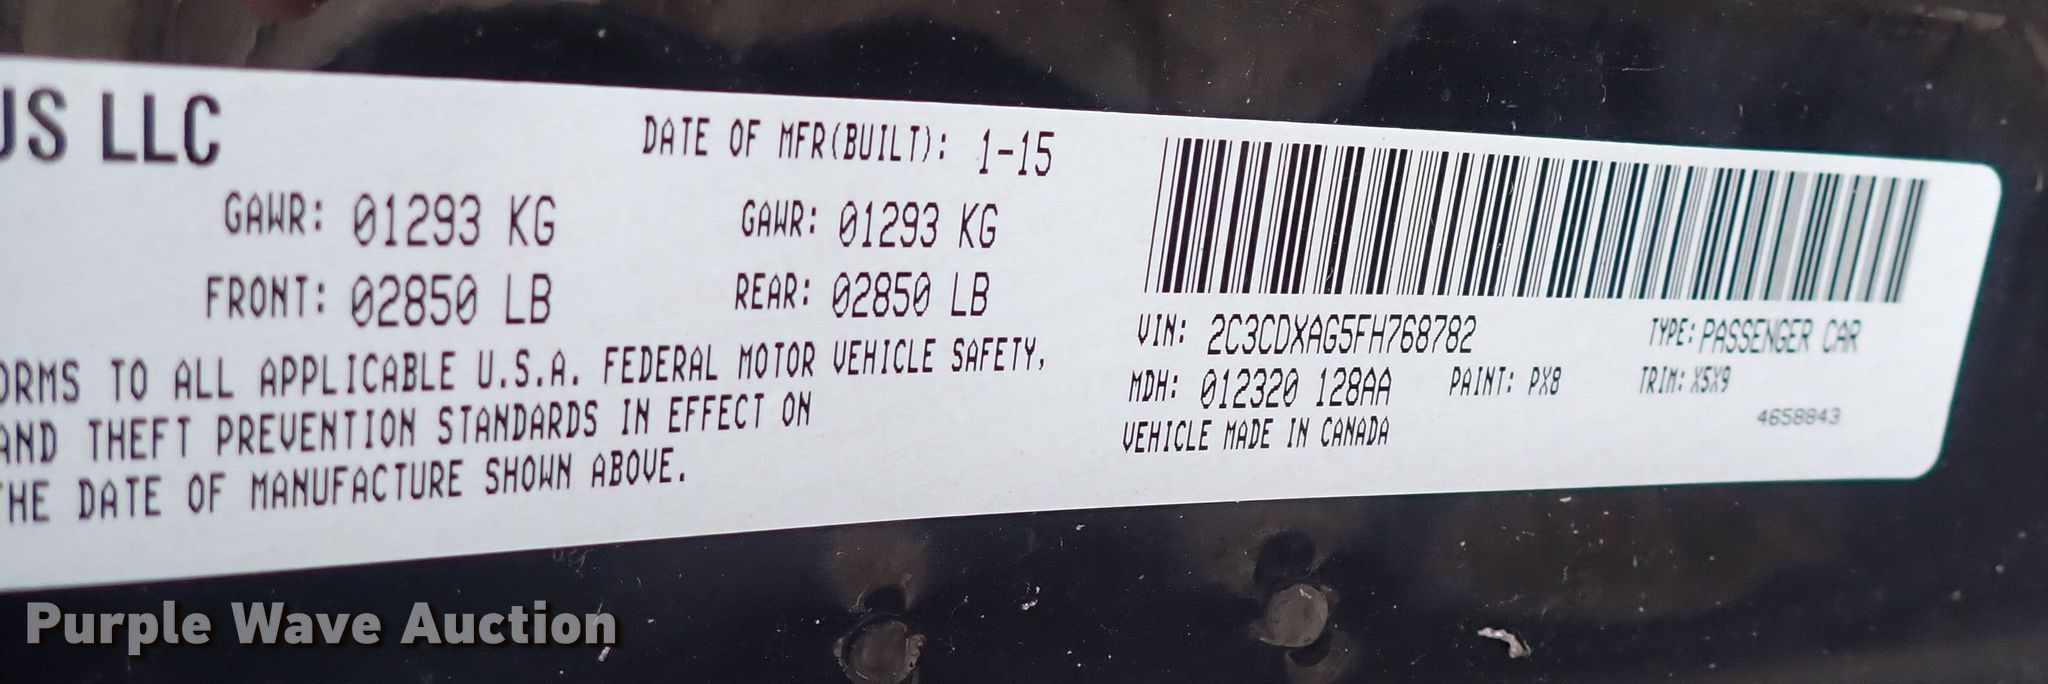 US LLC
DATE OF MFR(BUILT): 1-15
GAWR: 01293 KG
GAWR: 01293 KG
FRONT: 02850 LB
REAR: 02850 LB
ORMS TO ALL APPLICABLE U.S.A. FEDERAL MOTOR VEHICLE SAFETY,
AND THEFT PREVENTION STANDARDS IN EFFECT ON
THE DATE OF MANUFACTURE SHOWN ABOVE.
VIN: 2C3CDXAG5FH768782
TYPE: PASSENGER CAR
MDH: 012320 128AA
PAINT: PX8
TRIM: X5X9
4658843
VEHICLE MADE IN CANADA
Purple Wave Auction